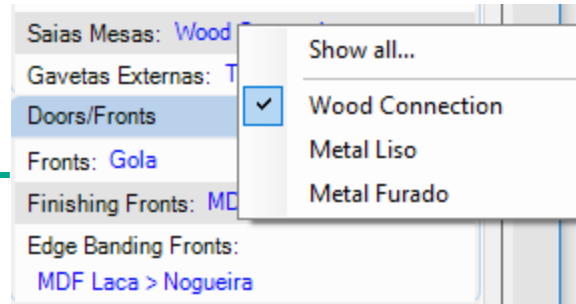 Saias Mesas: Wood
Gavetas Externas:
Doors/Fronts
Fronts: Gola
Finishing Fronts:
Edge Banding Fronts:
MDF Laca > Nogueira
Show all...
Wood Connection
Metal Liso
Metal Furado